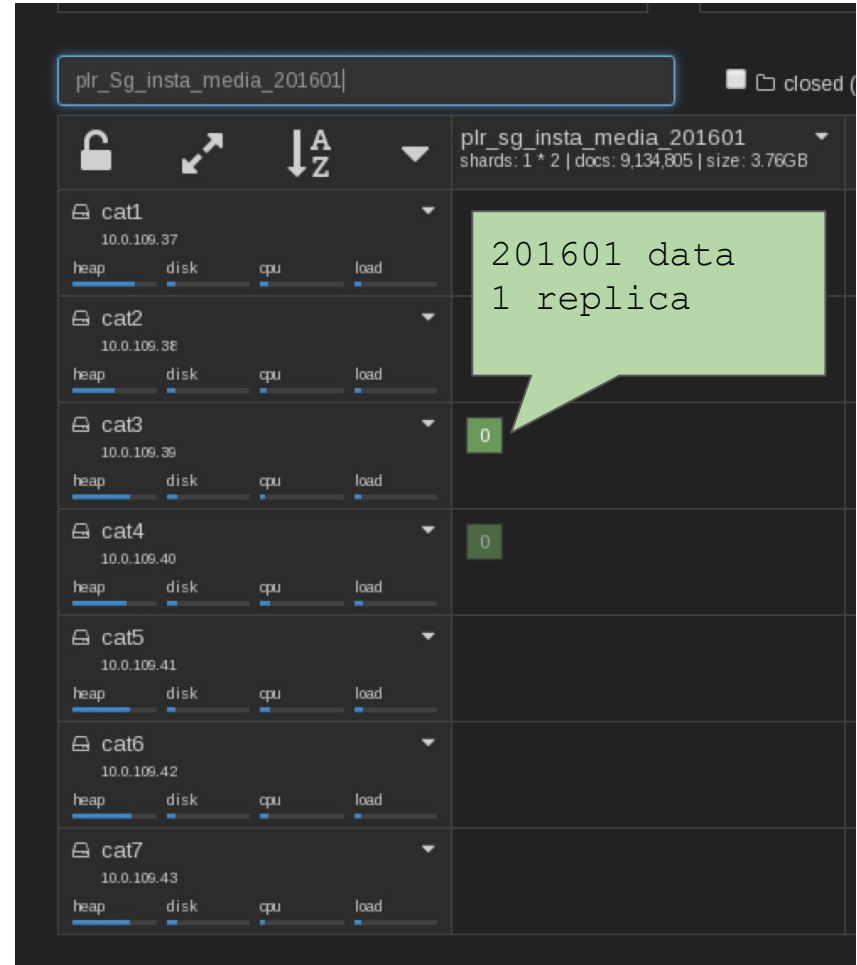 plr_Sg_insta_media_201601
closed (
A
Z
plr_sg_insta_media_201601
shards: 1 * 2 | docs: 9,134,805 | size: 3.76GB
cat1
10.0.109.37
heap disk cpu load
201601 data
1 replica
cat2
10.0.109.38
heap disk cpu load
cat3
10.0.109.39
heap disk cpu load
0
cat4
10.0.109.40
heap disk cpu load
0
cat5
10.0.109.41
heap disk cpu load
cat6
10.0.109.42
heap disk cpu load
cat7
10.0.109.43
heap disk cpu load